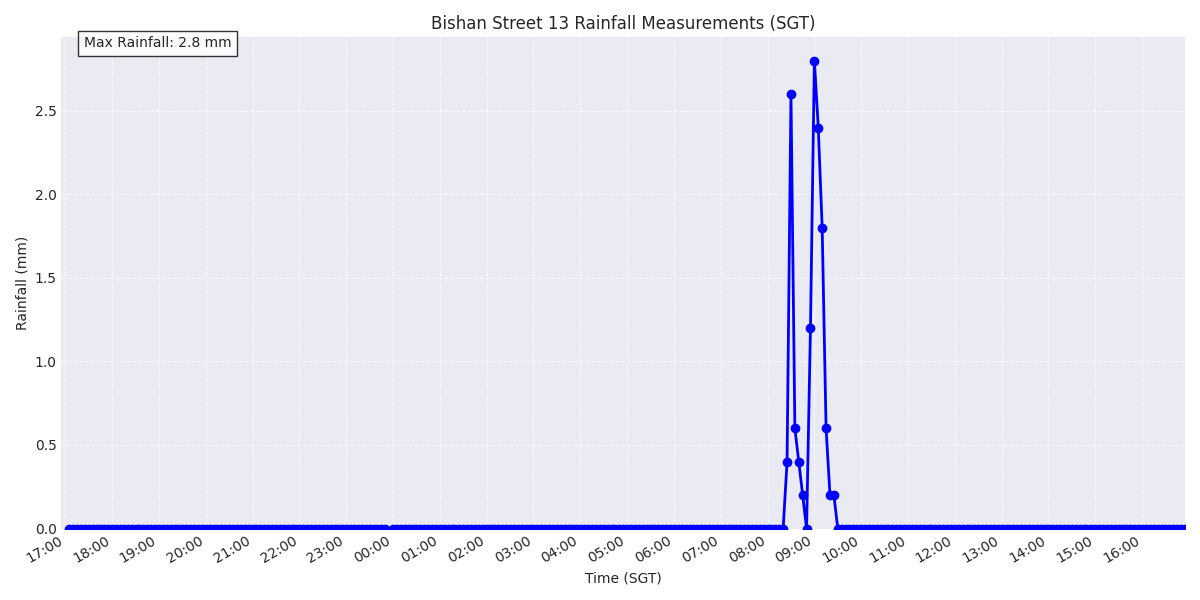 Bishan Street 13 Rainfall Measurements (SGT)
Max Rainfall: 2.8 mm
Rainfall (mm)
2.5
2.0
1.5
1.0
0.5
0.0
17:00 18:00 19:00 20:00 21:00 22:00 23:00 00:00 01:00 02:00 03:00 04:00 05:00 06:00 07:00 08:00 09:00 10:00 11:00 12:00 13:00 14:00 15:00 16:00
Time (SGT)